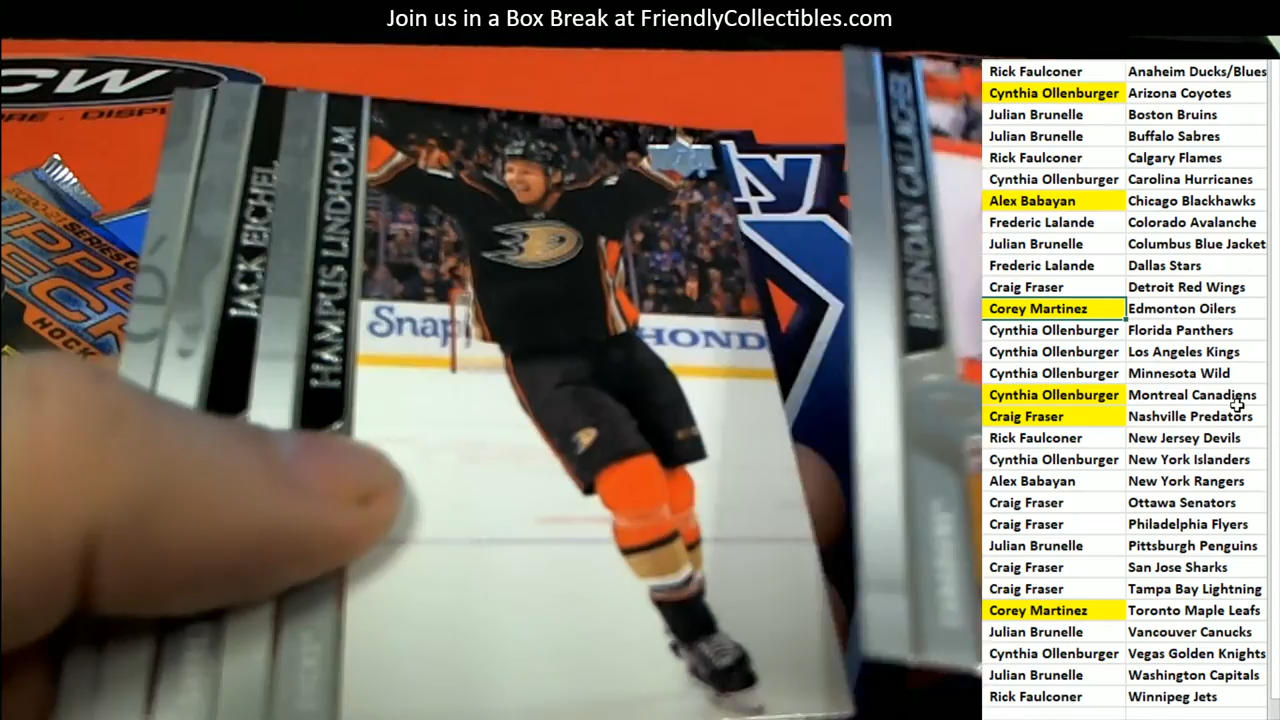 Join us in a Box Break at FriendlyCollectibles.com
CW
JACK EICHEL
HAMPUS LINDHOLM
Snap
HONDA
BRENDAN GALLAGHER
SERIES
UPPER
DECK
HOCK
Rick Faulconer Anaheim Ducks/Blues
Cynthia Ollenburger Arizona Coyotes
Julian Brunelle Boston Bruins
Julian Brunelle Buffalo Sabres
Rick Faulconer Calgary Flames
Cynthia Ollenburger Carolina Hurricanes
Alex Babayan Chicago Blackhawks
Frederic Lalande Colorado Avalanche
Julian Brunelle Columbus Blue Jacket
Frederic Lalande Dallas Stars
Craig Fraser Detroit Red Wings
Corey Martinez Edmonton Oilers
Cynthia Ollenburger Florida Panthers
Cynthia Ollenburger Los Angeles Kings
Cynthia Ollenburger Minnesota Wild
Cynthia Ollenburger Montreal Canadiens
Craig Fraser Nashville Predators
Rick Faulconer New Jersey Devils
Cynthia Ollenburger New York Islanders
Alex Babayan New York Rangers
Craig Fraser Ottawa Senators
Craig Fraser Philadelphia Flyers
Julian Brunelle Pittsburgh Penguins
Craig Fraser San Jose Sharks
Craig Fraser Tampa Bay Lightning
Corey Martinez Toronto Maple Leafs
Julian Brunelle Vancouver Canucks
Cynthia Ollenburger Vegas Golden Knights
Julian Brunelle Washington Capitals
Rick Faulconer Winnipeg Jets